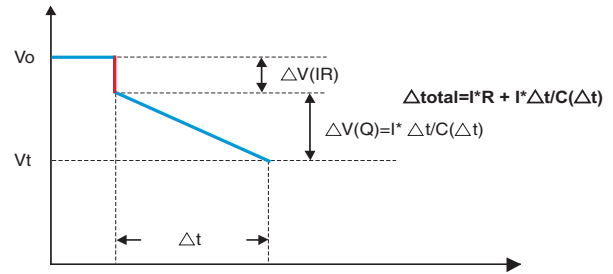 Vo
△V(IR)
△total=I*R + I*△t/C(△t)
△V(Q)=I* △t/C(△t)
Vt
△t